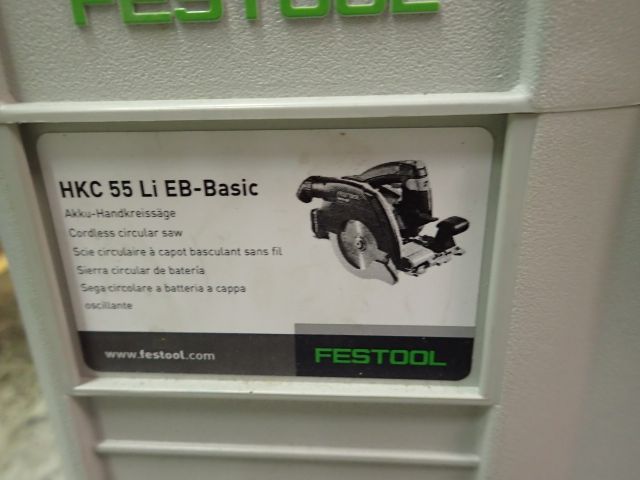 FESTOOL
HKC 55 Li EB-Basic
Akku-Handkreissäge
Cordless circular saw
Scie circulaire à capot basculant sans fil
Sierra circular de batería
Sega circolare a batteria a cappa
oscillante
www.festool.com
FESTOOL